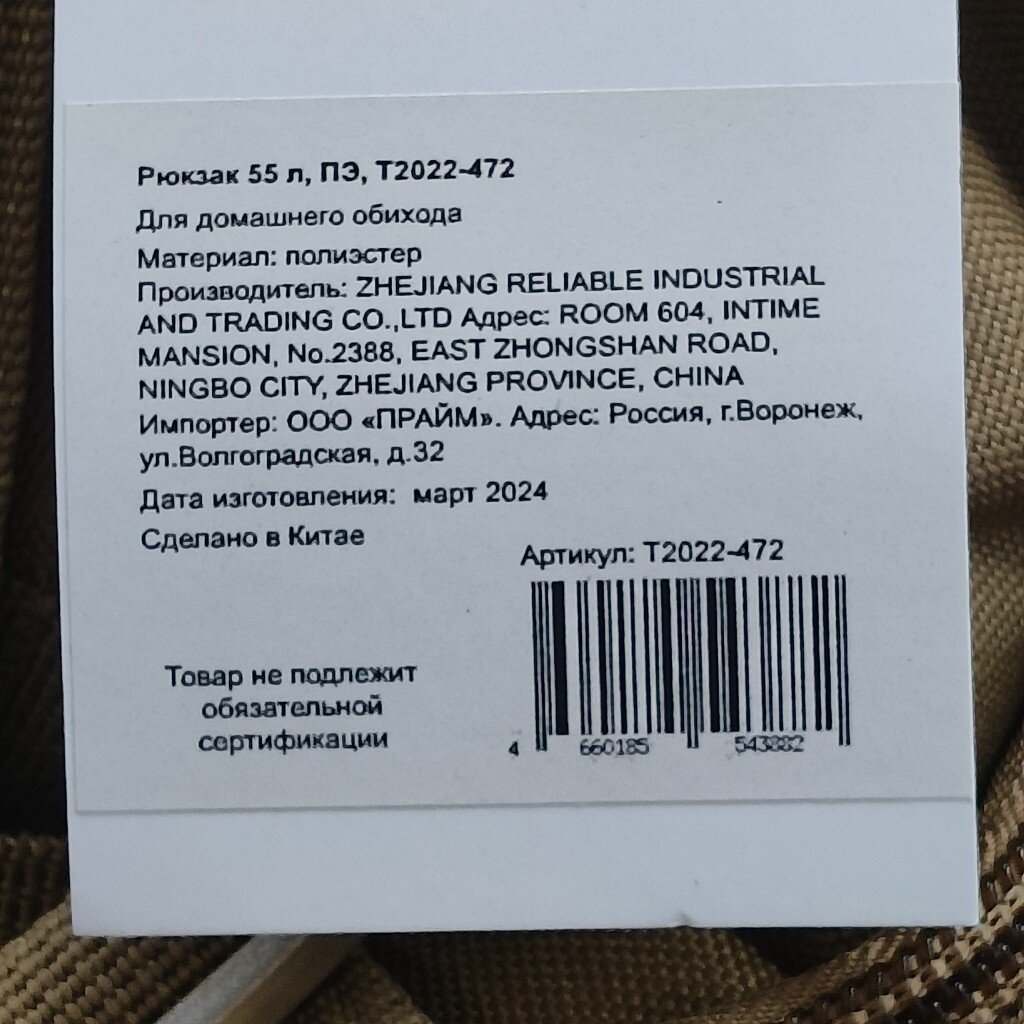 Рюкзак 55 л, ПЭ, Т2022-472
Для домашнего обихода
Материал: полиэстер
Производитель: ZHEJIANG RELIABLE INDUSTRIAL
AND TRADING CO.,LTD Адрес: ROOM 604, INTIME
MANSION, No.2388, EAST ZHONGSHAN ROAD,
NINGBO CITY, ZHEJIANG PROVINCE, CHINA
Импортер: ООО «ПРАЙМ». Адрес: Россия, г.Воронеж,
ул.Волгоградская, д.32
Дата изготовления: март 2024
Сделано в Китае
Артикул: Т2022-472
Товар не подлежит
обязательной
сертификации
4 660185 543882